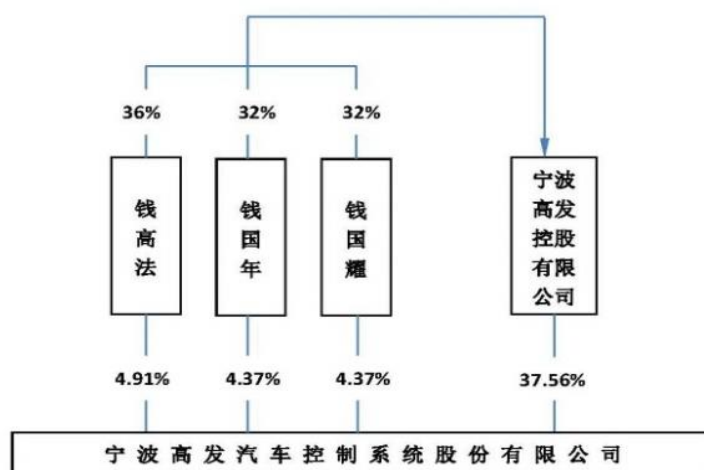 36%
32%
32%
钱高法
钱国年
钱国耀
宁波
高发
控股
有限
公司
4.91%
4.37%
4.37%
37.56%
宁波高发汽车控制系统股份有限公司